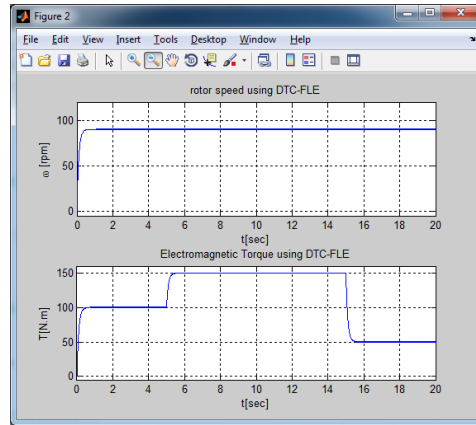 Figure 2
File Edit View Insert Tools Desktop Window Help
rotor speed using DTC-FLE
100
50
0
ω [rpm]
0 2 4 6 8 10 12 14 16 18 20
t[sec]
Electromagnetic Torque using DTC-FLE
150
100
50
0
T[N.m]
0 2 4 6 8 10 12 14 16 18 20
t[sec]